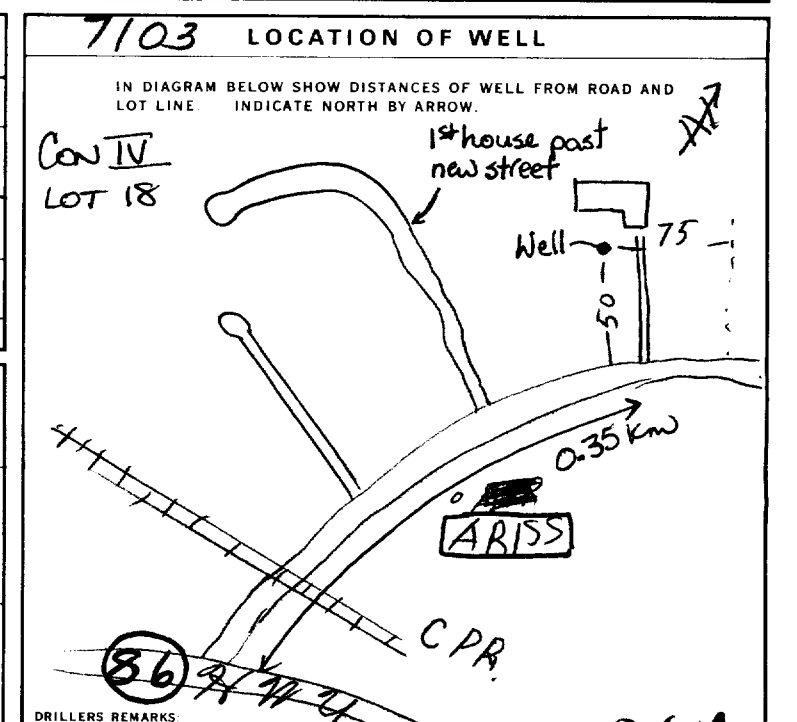 7103 LOCATION OF WELL
IN DIAGRAM BELOW SHOW DISTANCES OF WELL FROM ROAD AND
LOT LINE. INDICATE NORTH BY ARROW.
CON IV
LOT 18
1st house past
new street
Well
75
50
0.35 km
ARISS
CPR.
86 HWY
DRILLERS REMARKS: